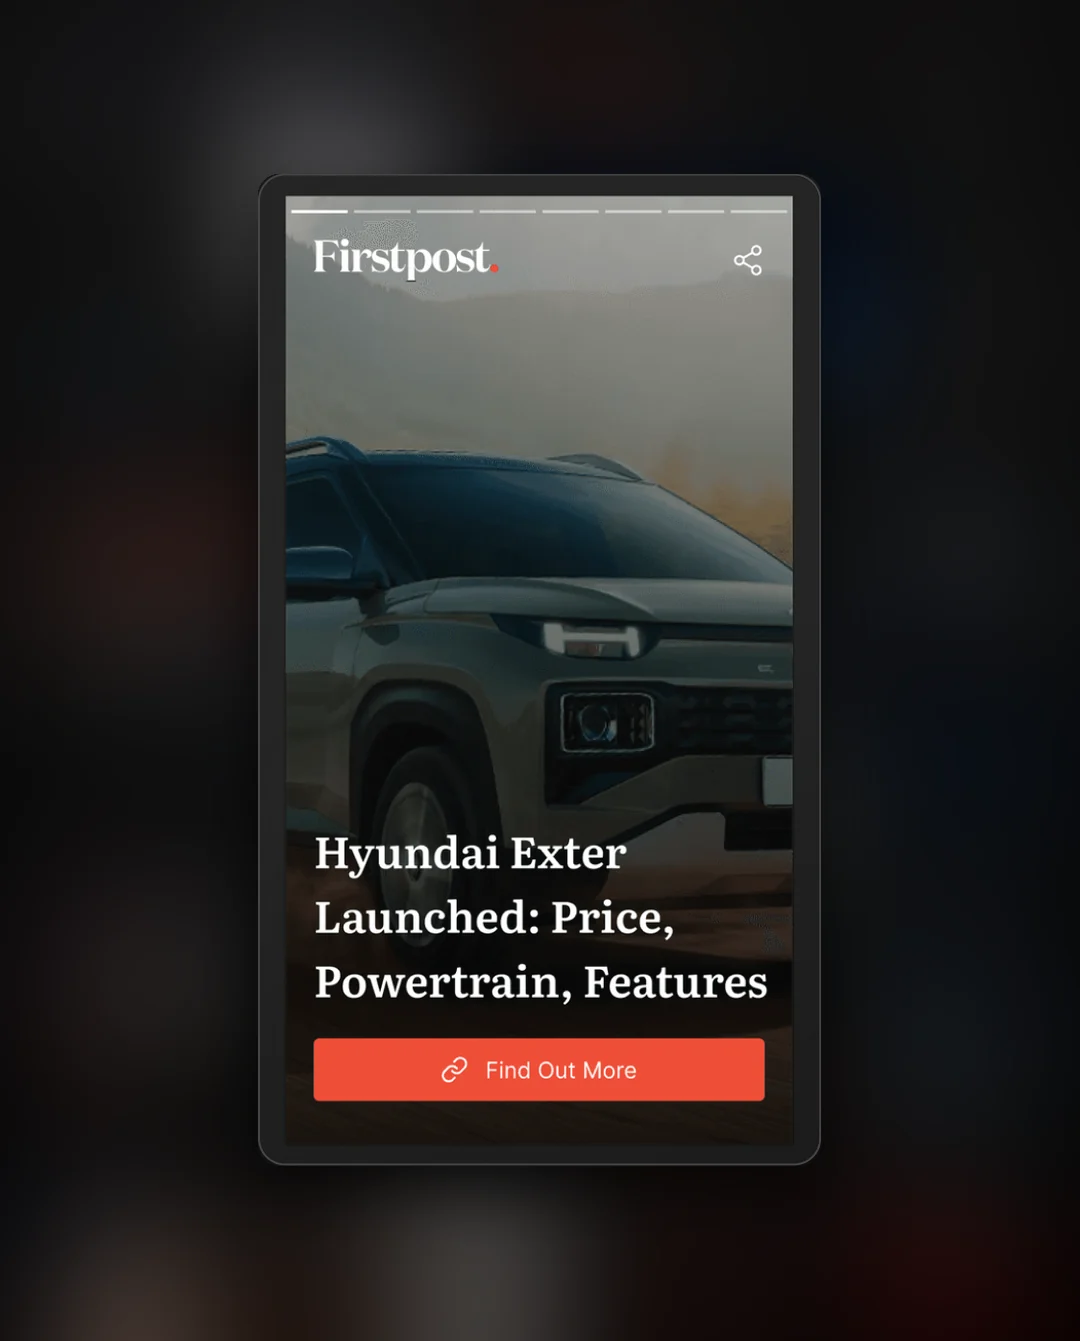 Firstpost.
Hyundai Exter
Launched: Price,
Powertrain, Features
Find Out More